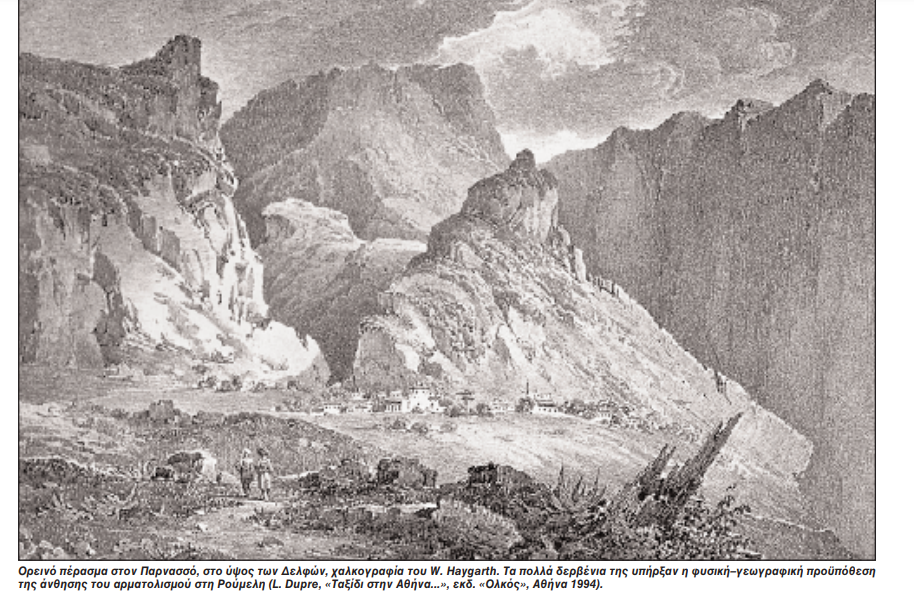 Ορεινό πέρασμα στον Παρνασσό, στο ύψος των Δελφών, χαλκογραφία του W. Haygarth. Τα πολλά δερβένια της υπήρξαν η φυσική–γεωγραφική προϋπόθεση
της άνθησης του αρματολισμού στη Ρούμελη (L. Dupre, «Ταξίδι στην Αθήνα...», εκδ. «Ολκός», Αθήνα 1994).